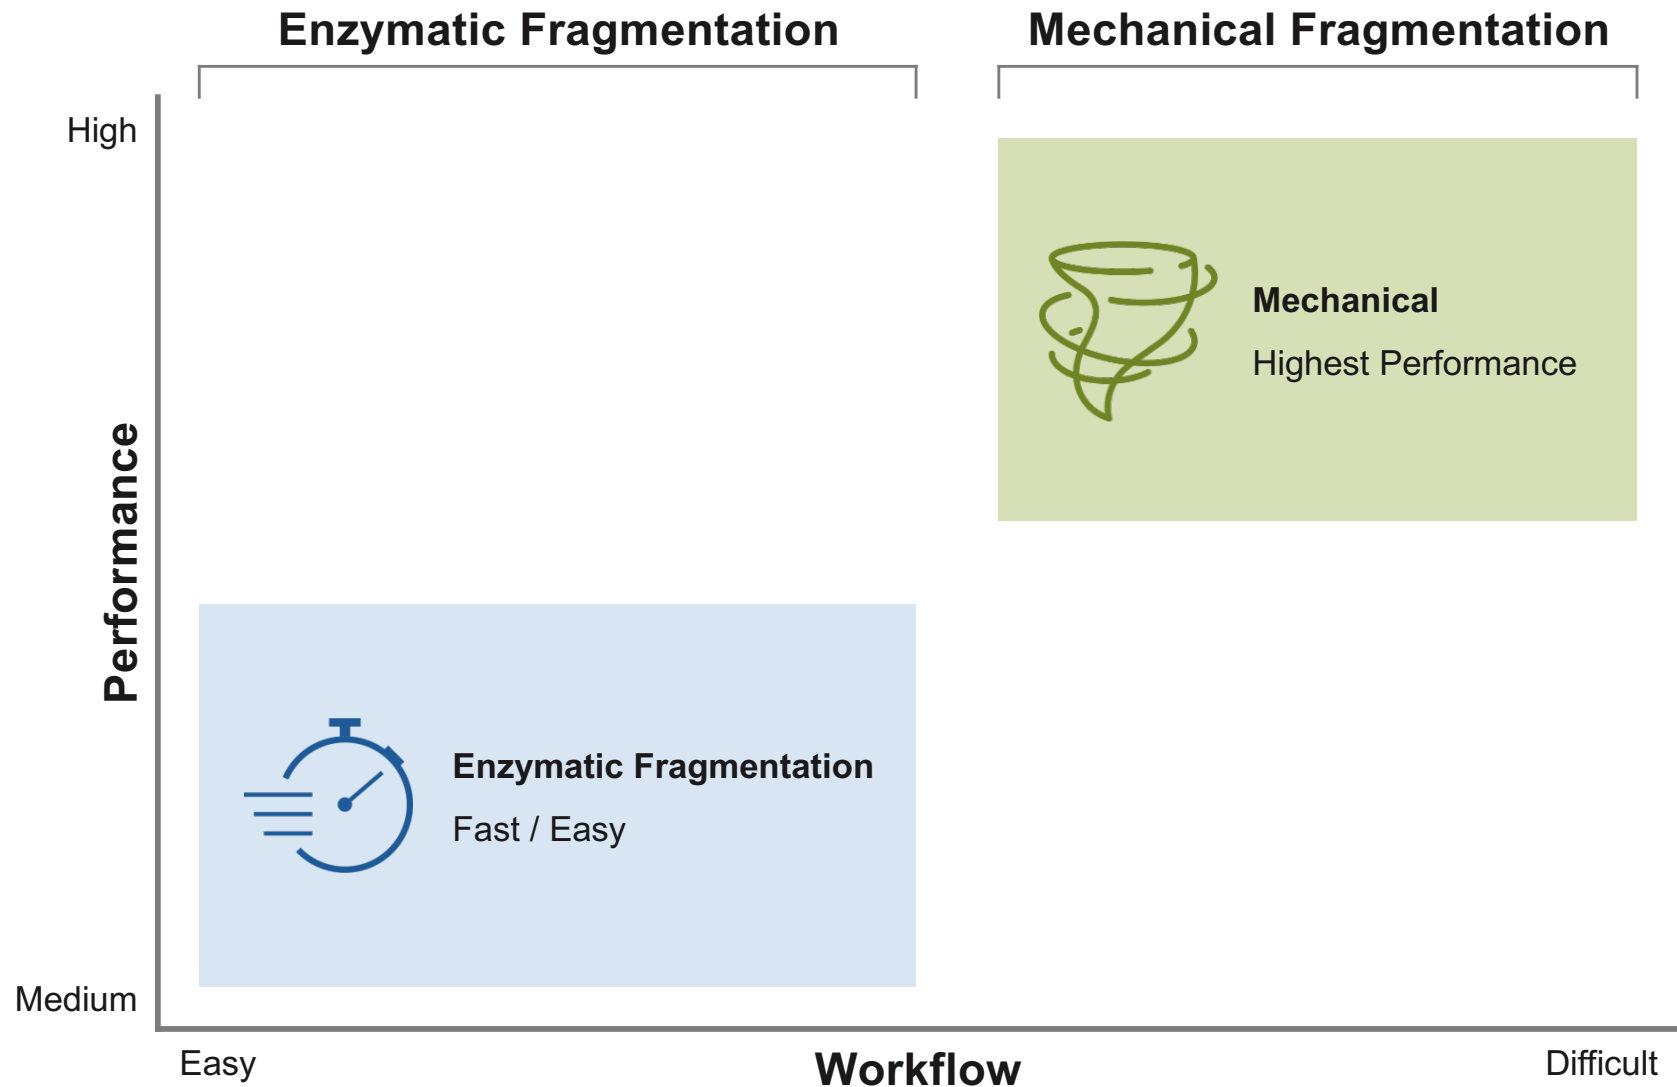 Enzymatic Fragmentation
Mechanical Fragmentation
High
Mechanical
Highest Performance
Performance
Enzymatic Fragmentation
Fast / Easy
Medium
Easy
Workflow
Difficult